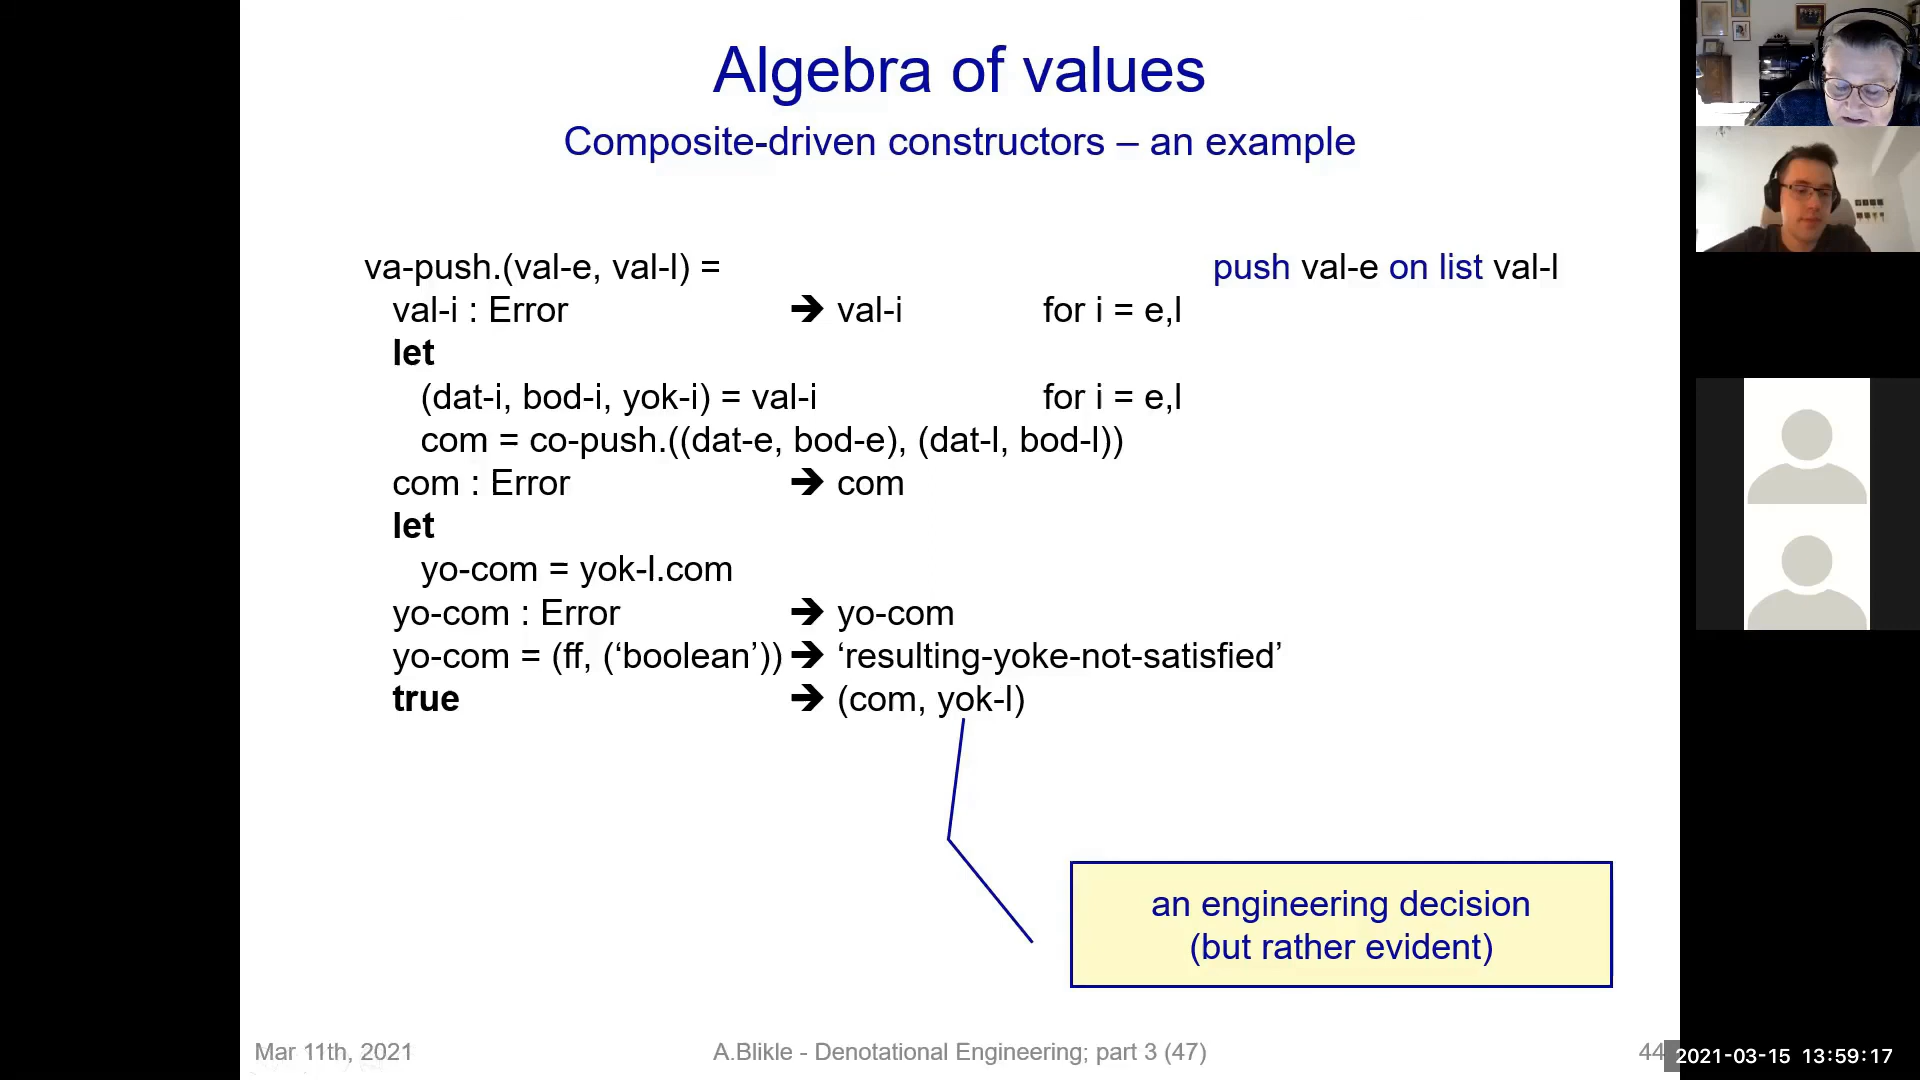 Algebra of values
Composite-driven constructors – an example
va-push.(val-e, val-l) = push val-e on list val-l
val-i : Error ➔ val-i for i = e,l
let
(dat-i, bod-i, yok-i) = val-i for i = e,l
com = co-push.((dat-e, bod-e), (dat-l, bod-l))
com : Error ➔ com
let
yo-com = yok-l.com
yo-com : Error ➔ yo-com
yo-com = (ff, (‘boolean’)) ➔ ‘resulting-yoke-not-satisfied’
true ➔ (com, yok-l)
an engineering decision
(but rather evident)
Mar 11th, 2021 A.Blikle - Denotational Engineering; part 3 (47) 44
2021-03-15 13:59:17